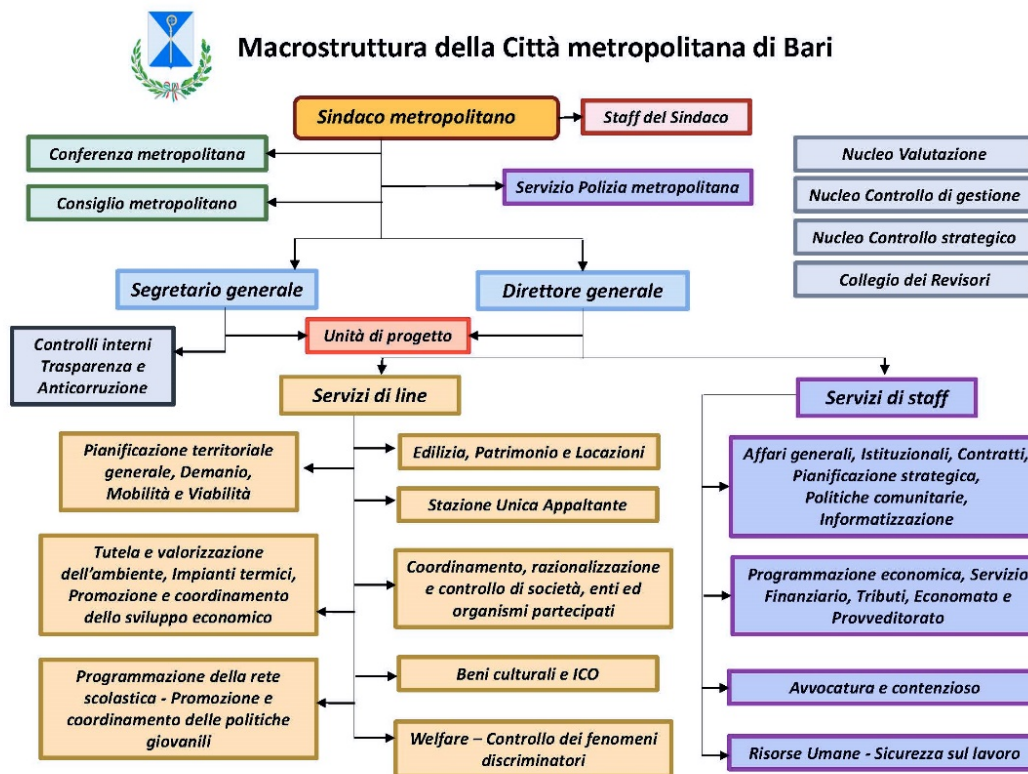 Macrostruttura della Città metropolitana di Bari
Sindaco metropolitano
Staff del Sindaco
Conferenza metropolitana
Consiglio metropolitano
Servizio Polizia metropolitana
Nucleo Valutazione
Nucleo Controllo di gestione
Nucleo Controllo strategico
Collegio dei Revisori
Segretario generale
Direttore generale
Unità di progetto
Controlli interni
Trasparenza e
Anticorruzione
Servizi di line
Servizi di staff
Pianificazione territoriale
generale, Demanio,
Mobilità e Viabilità
Tutela e valorizzazione
dell'ambiente, Impianti termici,
Promozione e coordinamento
dello sviluppo economico
Programmazione della rete
scolastica - Promozione e
coordinamento delle politiche
giovanili
Edilizia, Patrimonio e Locazioni
Stazione Unica Appaltante
Coordinamento, razionalizzazione
e controllo di società, enti ed
organismi partecipati
Beni culturali e ICO
Welfare – Controllo dei fenomeni
discriminatori
Affari generali, Istituzionali, Contratti,
Pianificazione strategica,
Politiche comunitarie,
Informatizzazione
Programmazione economica, Servizio
Finanziario, Tributi, Economato e
Provveditorato
Avvocatura e contenzioso
Risorse Umane - Sicurezza sul lavoro